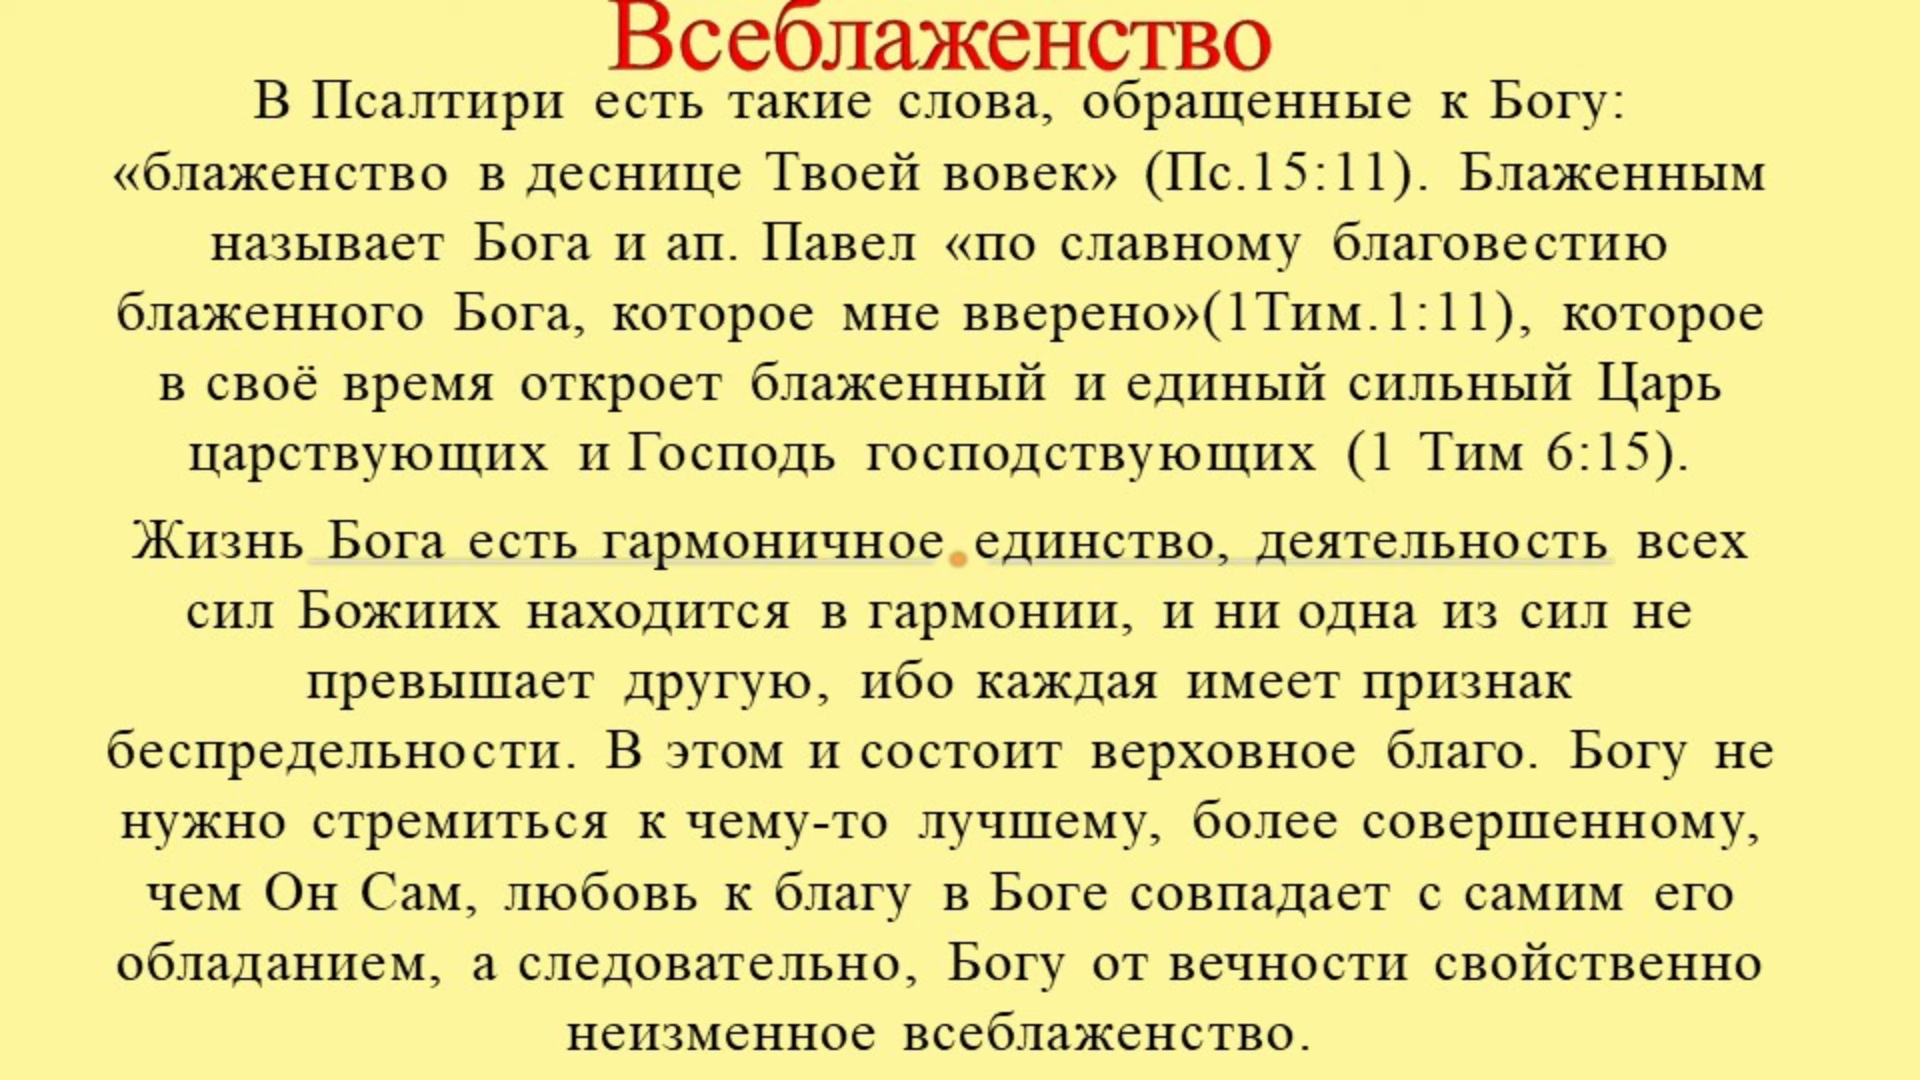 Всеблаженство
В Псалтири есть такие слова, обращенные к Богу:
«блаженство в деснице Твоей вовек» (Пс.15:11). Блаженным
называет Бога и ап. Павел «по славному благовестию
блаженного Бога, которое мне вверено»(1Тим.1:11), которое
в своё время откроет блаженный и единый сильный Царь
царствующих и Господь господствующих (1 Тим 6:15).
Жизнь Бога есть гармоничное единство, деятельность всех
сил Божиих находится в гармонии, и ни одна из сил не
превышает другую, ибо каждая имеет признак
беспредельности. В этом и состоит верховное благо. Богу не
нужно стремиться к чему-то лучшему, более совершенному,
чем Он Сам, любовь к благу в Боге совпадает с самим его
обладанием, а следовательно, Богу от вечности свойственно
неизменное всеблаженство.